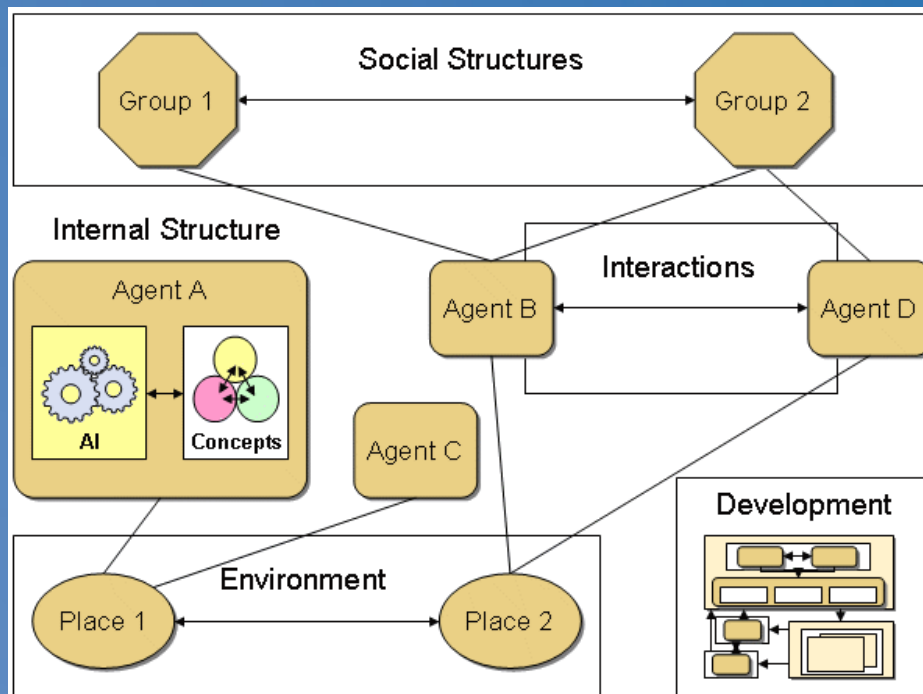 Social Structures
Group 1
Group 2
Internal Structure
Agent A
AI
Concepts
Agent B
Interactions
Agent D
Agent C
Development
Environment
Place 1
Place 2